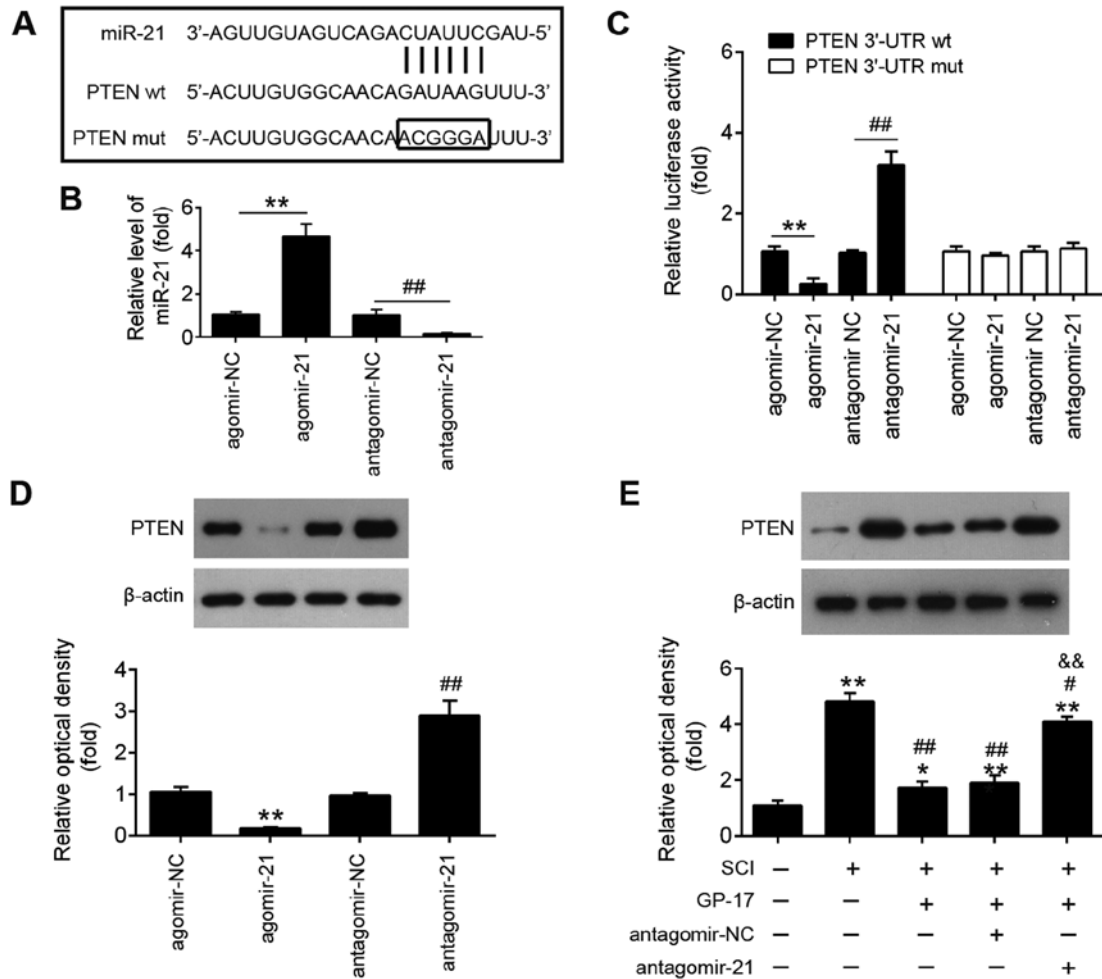 A
miR-21 3'-AGUUGUAGUCAGACUAUUCGAU-5'
PTEN wt 5'-ACUUGUGGCAACAGAUAAGUUU-3'
PTEN mut 5'-ACUUGUGGCAACAACGGGAUUU-3'
B
Relative level of
miR-21 (fold)
6
4
2
0
**
##
agomir-NC
agomir-21
antagomir-NC
antagomir-21
C
PTEN 3'-UTR wt
PTEN 3'-UTR mut
Relative luciferase activity
(fold)
6
4
2
0
**
##
agomir-NC
agomir-21
antagomir NC
antagomir-21
agomir-NC
agomir-21
antagomir NC
antagomir-21
D
PTEN
β-actin
Relative optical density
(fold)
4
3
2
1
0
**
##
agomir-NC
agomir-21
antagomir-NC
antagomir-21
E
PTEN
β-actin
Relative optical density
(fold)
6
4
2
0
**
##
*
##
**
&&
#
**
SCI − + + + +
GP-17 − − + + +
antagomir-NC − − − + −
antagomir-21 − − − − +